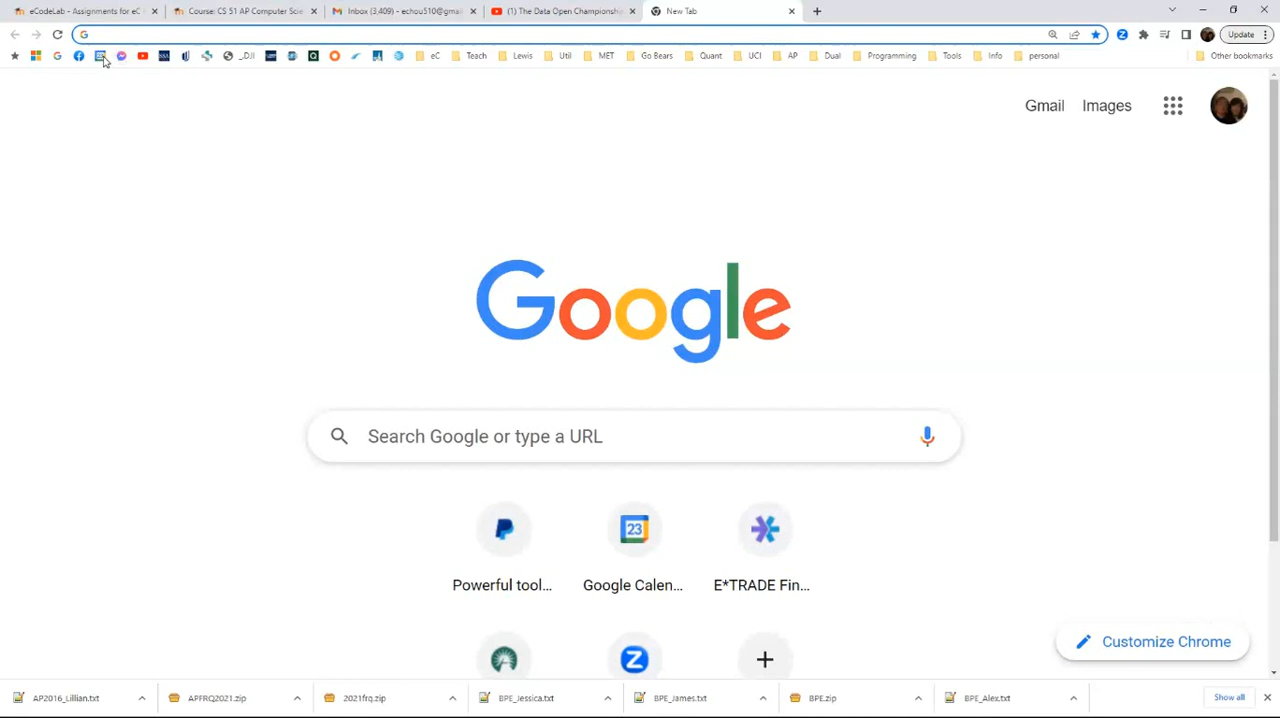 eCodeLab - Assignments for eC
Course: CS 51 AP Computer Scie
Inbox (3,409) - echou510@gmai
(1) The Data Open Championship
New Tab
Update
_DJI
eC
Teach
Lewis
Util
MET
Go Bears
Quant
UCI
AP
Dual
Programming
Tools
Info
personal
Other bookmarks
Gmail
Images
Google
Search Google or type a URL
23
Powerful tool...
Google Calen...
E*TRADE Fin...
Customize Chrome
AP2016_Lillian.txt
APFRQ2021.zip
2021frq.zip
BPE_Jessica.txt
BPE_James.txt
BPE.zip
BPE_Alex.txt
Show all